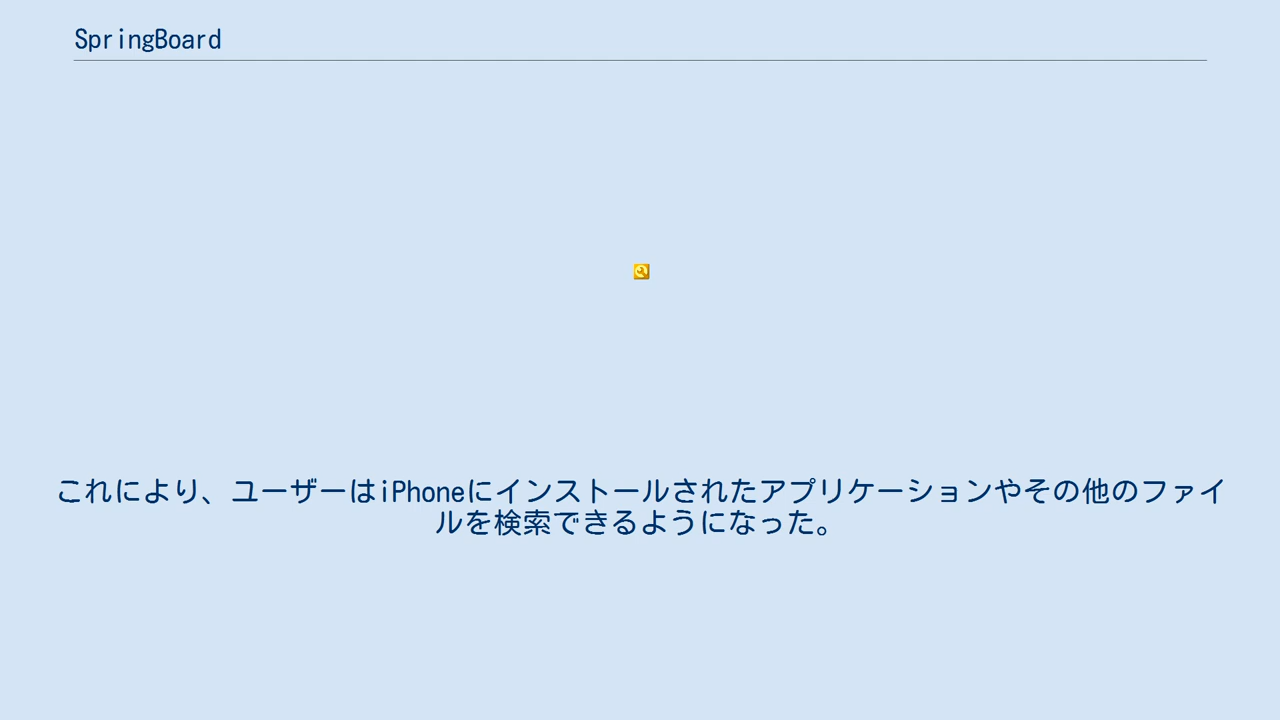 SpringBoard
これにより、ユーザーはiPhoneにインストールされたアプリケーションやその他のファイ
ルを検索できるようになった。